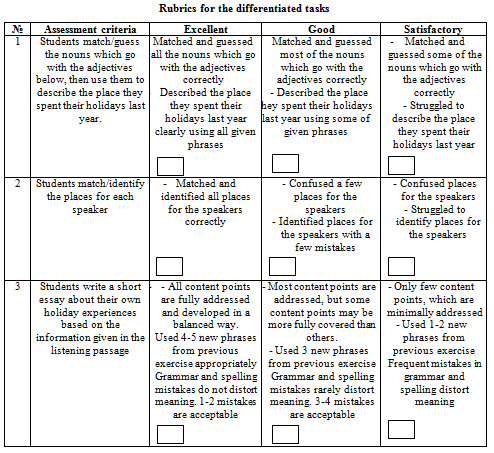 Rubrics for the differentiated tasks
№ Assessment criteria Excellent Good Satisfactory
1
Students match/guess
the nouns which go
with the adjectives
below, then use them to
describe the place they
spent their holidays last
year.
Matched and guessed
all the nouns which go
with the adjectives
correctly
- Described the place
they spent their
holidays last year
clearly using all given
phrases
Matched and guessed
most of the nouns
which go with the
adjectives correctly
- Described the place
hey spent their holidays
last year using some of
given phrases
- Matched and
guessed some of the
nouns which go with
the adjectives
correctly
- Struggled to
describe the place
they spent their
holidays last year
2
Students match/identify
the places for each
speaker
- Matched and
identified all places
for the speakers
correctly
- Confused a few
places for the
speakers
- Identified places for
the speakers with a
few mistakes
- Confused places
for the speakers
- Struggled to
identify places for
the speakers
3
Students write a short
essay about their own
holiday experiences
based on the
information given in the
listening passage
- - All content points
are fully addressed
and developed in a
balanced way.
Used 4-5 new phrases
from previous
exercise appropriately
Grammar and spelling
mistakes do not distort
meaning. 1-2 mistakes
are acceptable
- Most content points are
addressed, but some
content points may be
more fully covered than
others.
- Used 3 new phrases
from previous exercise
Grammar and spelling
mistakes rarely distort
meaning. 3-4 mistakes
are acceptable
- Only few content
points, which are
minimally addressed
- Used 1-2 new
phrases from
previous exercise
Frequent mistakes in
grammar and
spelling distort
meaning